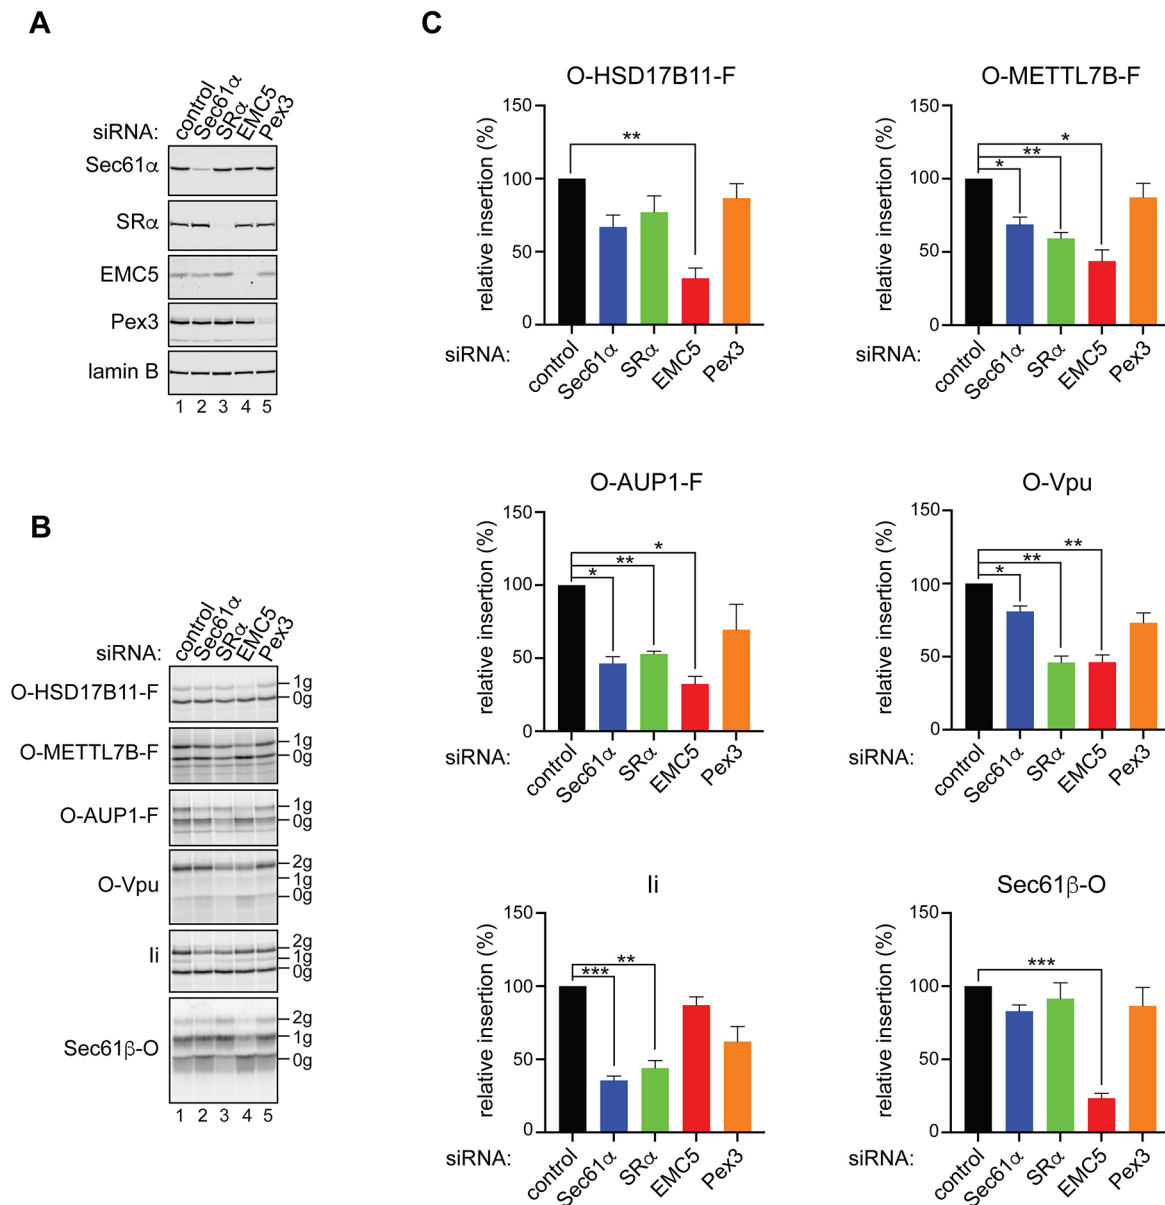 A
siRNA: control Sec61α SRα EMC5 Pex3
Sec61α
SRα
EMC5
Pex3
lamin B
1 2 3 4 5
B
siRNA: control Sec61α SRα EMC5 Pex3
O-HSD17B11-F 1g
0g
O-METTL7B-F 1g
0g
O-AUP1-F 1g
0g
O-Vpu 2g
1g
0g
Ii 2g
1g
0g
Sec61β-O 2g
1g
0g
1 2 3 4 5
C
O-HSD17B11-F
relative insertion (%)
150
100
50
0
**
siRNA: control Sec61α SRα EMC5 Pex3
O-METTL7B-F
relative insertion (%)
150
100
50
0
*
**
*
siRNA: control Sec61α SRα EMC5 Pex3
O-AUP1-F
relative insertion (%)
150
100
50
0
*
**
*
siRNA: control Sec61α SRα EMC5 Pex3
O-Vpu
relative insertion (%)
150
100
50
0
**
**
*
siRNA: control Sec61α SRα EMC5 Pex3
Ii
relative insertion (%)
150
100
50
0
**
***
siRNA: control Sec61α SRα EMC5 Pex3
Sec61β-O
relative insertion (%)
150
100
50
0
***
siRNA: control Sec61α SRα EMC5 Pex3